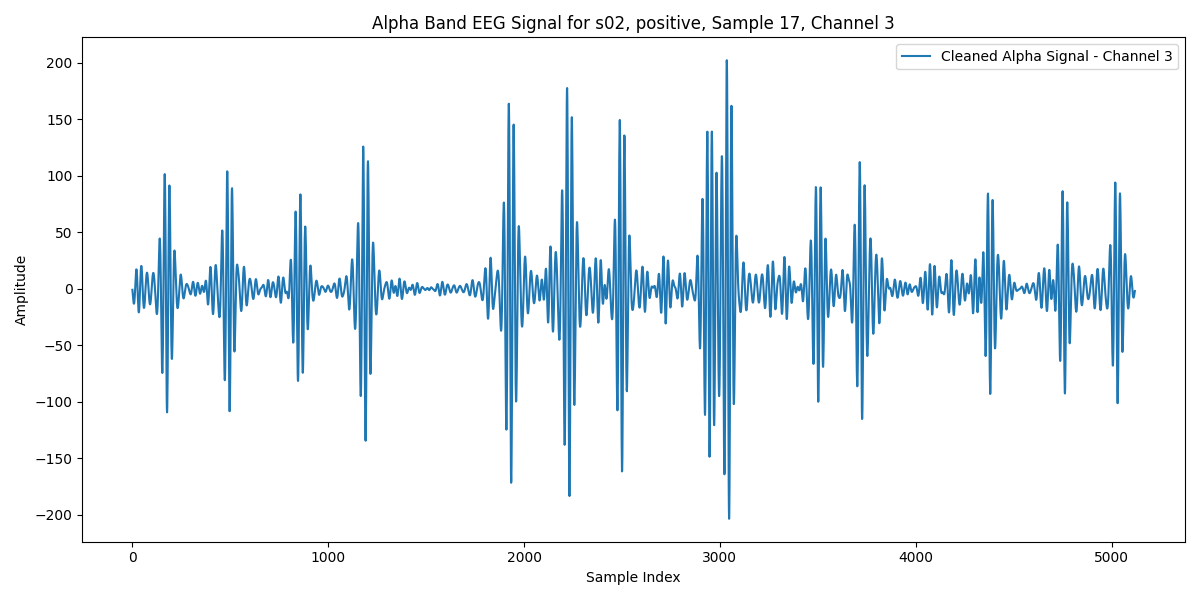 Alpha Band EEG Signal for s02, positive, Sample 17, Channel 3
Cleaned Alpha Signal - Channel 3
200
150
100
50
0
−50
−100
−150
−200
Amplitude
0 1000 2000 3000 4000 5000
Sample Index